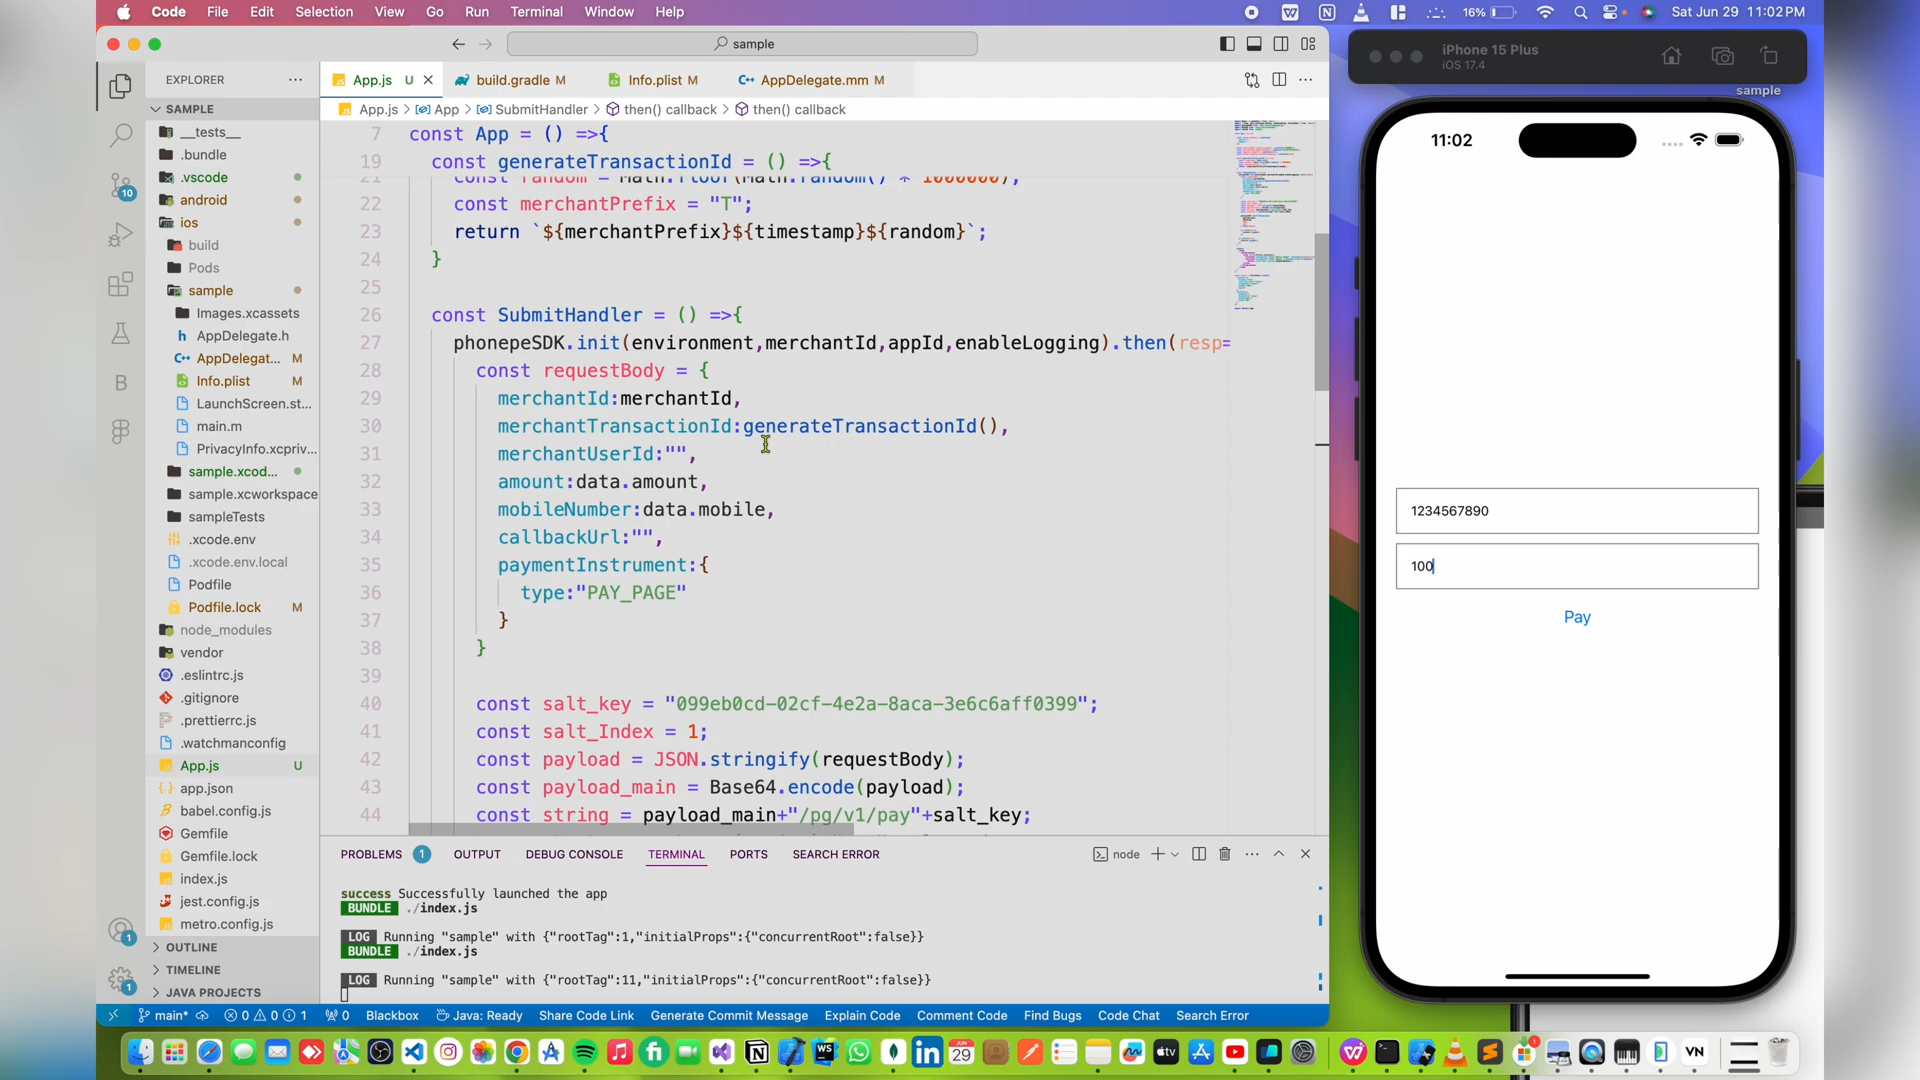 Code File Edit Selection View Go Run Terminal Window Help
16% Sat Jun 29 11:02 PM
sample
EXPLORER
SAMPLE
__tests__
.bundle
.vscode
android
ios
build
Pods
sample
Images.xcassets
h AppDelegate.h
C++ AppDelegat... M
Info.plist M
LaunchScreen.st...
main.m
PrivacyInfo.xcpriv...
sample.xcod...
sample.xcworkspace
sampleTests
.xcode.env
.xcode.env.local
Podfile
Podfile.lock M
node_modules
vendor
.eslintrc.js
.gitignore
.prettierrc.js
.watchmanconfig
App.js U
app.json
babel.config.js
Gemfile
Gemfile.lock
index.js
jest.config.js
metro.config.js
OUTLINE
TIMELINE
JAVA PROJECTS
10
B
1
1
App.js U build.gradle M Info.plist M C++ AppDelegate.mm M
App.js > App > SubmitHandler > then() callback > then() callback
7 const App = () =>{
19 const generateTransactionId = () =>{
21 const random = Math.floor(Math.random() * 1000000);
22 const merchantPrefix = "T";
23 return `${merchantPrefix}${timestamp}${random}`;
24 }
25
26 const SubmitHandler = () =>{
27 phonepeSDK.init(environment,merchantId,appId,enableLogging).then(resp=
28 const requestBody = {
29 merchantId:merchantId,
30 merchantTransactionId:generateTransactionId(),
31 merchantUserId:"",
32 amount:data.amount,
33 mobileNumber:data.mobile,
34 callbackUrl:"",
35 paymentInstrument:{
36 type:"PAY_PAGE"
37 }
38 }
39
40 const salt_key = "099eb0cd-02cf-4e2a-8aca-3e6c6aff0399";
41 const salt_Index = 1;
42 const payload = JSON.stringify(requestBody);
43 const payload_main = Base64.encode(payload);
44 const string = payload_main+"/pg/v1/pay"+salt_key;
PROBLEMS 1 OUTPUT DEBUG CONSOLE TERMINAL PORTS SEARCH ERROR node
success Successfully launched the app
BUNDLE ./index.js
LOG Running "sample" with {"rootTag":1,"initialProps":{"concurrentRoot":false}}
BUNDLE ./index.js
LOG Running "sample" with {"rootTag":11,"initialProps":{"concurrentRoot":false}}
main* 0 0 1 0 Blackbox Java: Ready Share Code Link Generate Commit Message Explain Code Comment Code Find Bugs Code Chat Search Error
iPhone 15 Plus
iOS 17.4
sample
11:02
1234567890
100
Pay